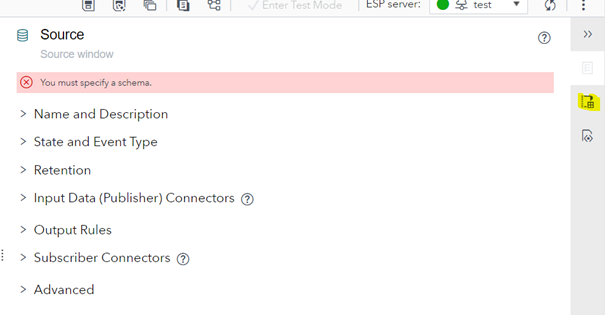 Enter Test Mode
ESP server:
test
Source
Source window
You must specify a schema.
Name and Description
State and Event Type
Retention
Input Data (Publisher) Connectors
Output Rules
Subscriber Connectors
Advanced